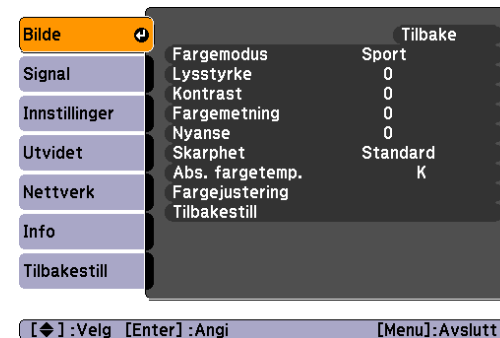 Bilde
Signal
Innstillinger
Utvidet
Nettverk
Info
Tilbakestill
Tilbake
Fargemodus Sport
Lysstyrke 0
Kontrast 0
Fargemetning 0
Nyanse 0
Skarphet Standard
Abs. fargetemp. K
Fargejustering
Tilbakestill
[◆] :Velg [Enter] :Angi [Menu]:Avslutt